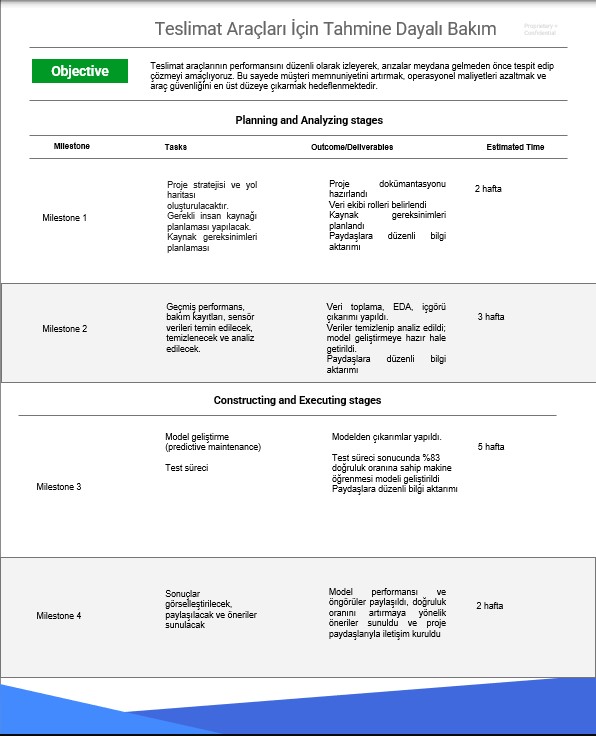 Teslimat Araçları İçin Tahmine Dayalı Bakım
Proprietary +
Confidential
Objective
Teslimat araçlarının performansını düzenli olarak izleyerek, arızalar meydana gelmeden önce tespit edip
çözmeyi amaçlıyoruz. Bu sayede müşteri memnuniyetini artırmak, operasyonel maliyetleri azaltmak ve
araç güvenliğini en üst düzeye çıkarmak hedeflenmektedir.
Planning and Analyzing stages
Milestone Tasks Outcome/Deliverables Estimated Time
Milestone 1
Proje stratejisi ve yol
haritası
oluşturulacaktır.
Gerekli insan kaynağı
planlaması yapılacak.
Kaynak gereksinimleri
planlaması
Proje dokümantasyonu
hazırlandı
Veri ekibi rolleri belirlendi
Kaynak gereksinimleri
planlandı
Paydaşlara düzenli bilgi
aktarımı
2 hafta
Milestone 2
Geçmiş performans,
bakım kayıtları, sensör
verileri temin edilecek,
temizlenecek ve analiz
edilecek.
Veri toplama, EDA, içgörü
çıkarımı yapıldı.
Veriler temizlenip analiz edildi;
model geliştirmeye hazır hale
getirildi.
Paydaşlara düzenli bilgi
aktarımı
3 hafta
Constructing and Executing stages
Milestone 3
Model geliştirme
(predictive maintenance)
Test süreci
Modelden çıkarımlar yapıldı.
Test süreci sonucunda %83
doğruluk oranına sahip makine
öğrenmesi modeli geliştirildi
Paydaşlara düzenli bilgi aktarımı
5 hafta
Milestone 4
Sonuçlar
görselleştirilecek,
paylaşılacak ve öneriler
sunulacak
Model performansı ve
öngörüler paylaşıldı, doğruluk
oranını artırmaya yönelik
öneriler sunuldu ve proje
paydaşlarıyla iletişim kuruldu
2 hafta